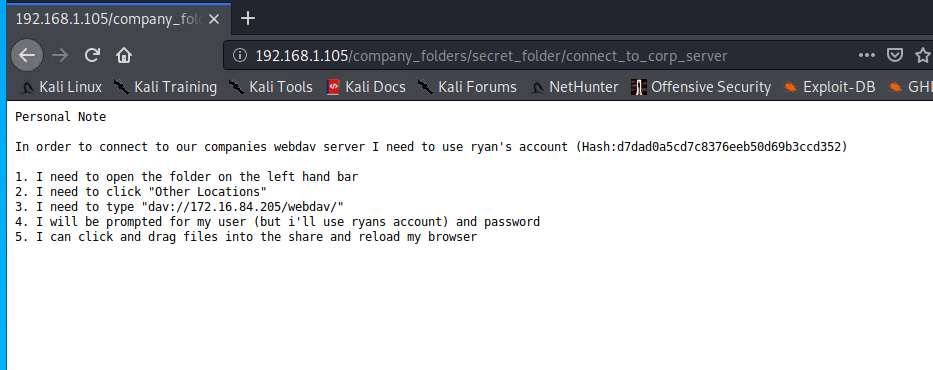 192.168.1.105/company_fol
192.168.1.105/company_folders/secret_folder/connect_to_corp_server
Kali Linux Kali Training Kali Tools Kali Docs Kali Forums NetHunter Offensive Security Exploit-DB GHD
Personal Note
In order to connect to our companies webdav server I need to use ryan's account (Hash:d7dad0a5cd7c8376eeb50d69b3ccd352)
1. I need to open the folder on the left hand bar
2. I need to click "Other Locations"
3. I need to type "dav://172.16.84.205/webdav/"
4. I will be prompted for my user (but i'll use ryans account) and password
5. I can click and drag files into the share and reload my browser